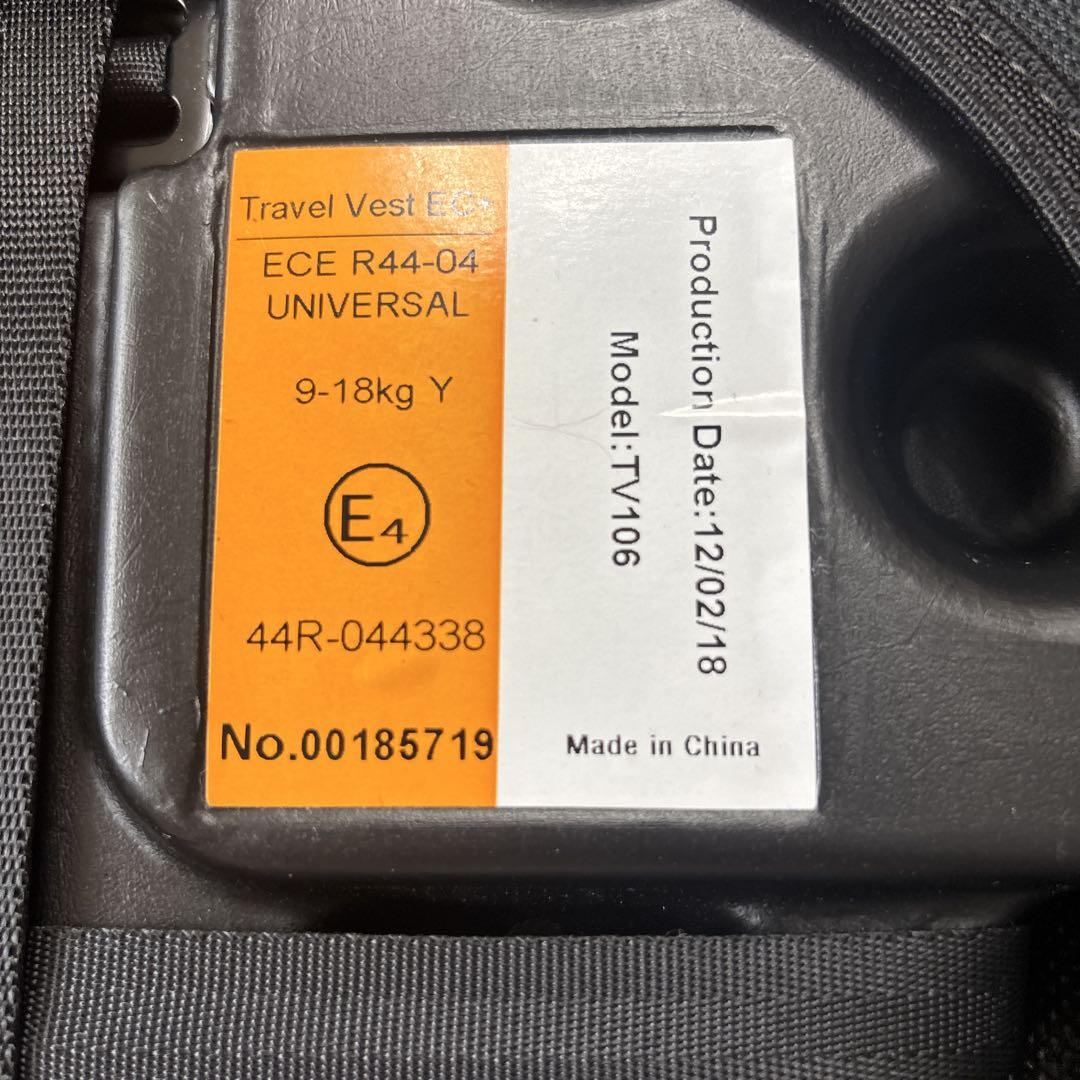 Travel Vest EC+
ECE R44-04
UNIVERSAL
9-18kg Y
E4
44R-044338
No.00185719
Production Date:12/02/18
Model:TV106
Made in China